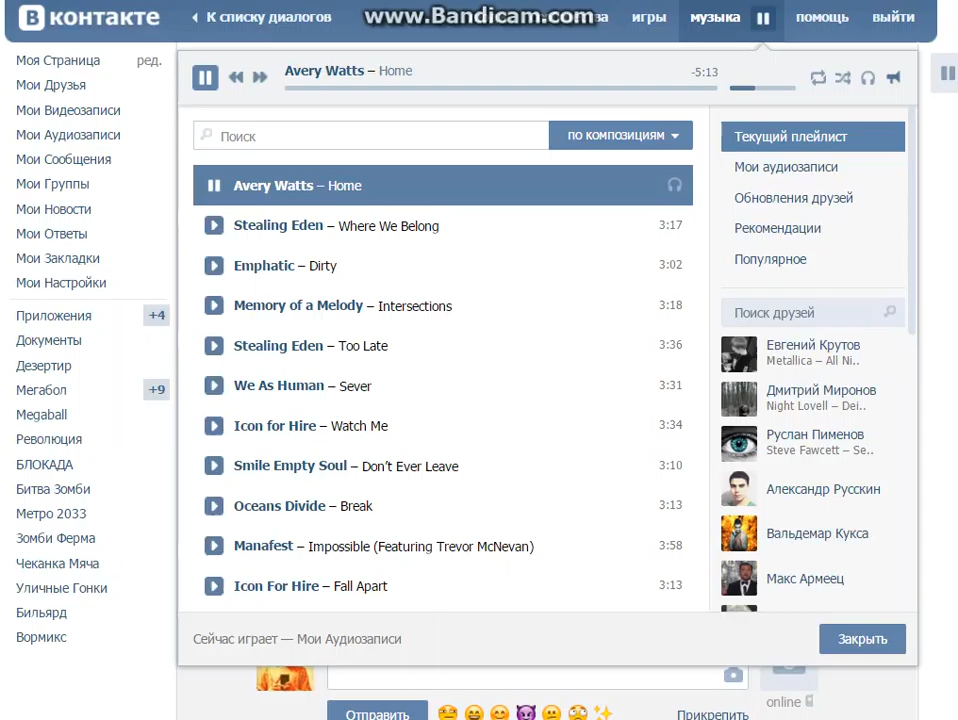 В контакте
К списку диалогов
www.Bandicam.com
игры
музыка
помощь
выйти
Моя Страница ред.
Мои Друзья
Мои Видеозаписи
Мои Аудиозаписи
Мои Сообщения
Мои Группы
Мои Новости
Мои Ответы
Мои Закладки
Мои Настройки
Приложения +4
Документы
Дезертир
Мегабол +9
Megaball
Революция
БЛОКАДА
Битва Зомби
Метро 2033
Зомби Ферма
Чеканка Мяча
Уличные Гонки
Бильярд
Вормикс
Avery Watts – Home -5:13
Поиск
по композициям
Avery Watts – Home
Stealing Eden – Where We Belong 3:17
Emphatic – Dirty 3:02
Memory of a Melody – Intersections 3:18
Stealing Eden – Too Late 3:36
We As Human – Sever 3:31
Icon for Hire – Watch Me 3:34
Smile Empty Soul – Don’t Ever Leave 3:10
Oceans Divide – Break 3:13
Manafest – Impossible (Featuring Trevor McNevan) 3:58
Icon For Hire – Fall Apart 3:13
Текущий плейлист
Мои аудиозаписи
Обновления друзей
Рекомендации
Популярное
Поиск друзей
Евгений Крутов
Metallica – All Ni..
Дмитрий Миронов
Night Lovell – Dei..
Руслан Пименов
Steve Fawcett – Se..
Александр Русскин
Вальдемар Кукса
Макс Армеец
Сейчас играет — Мои Аудиозаписи
Закрыть
online
Отправить
Прикрепить